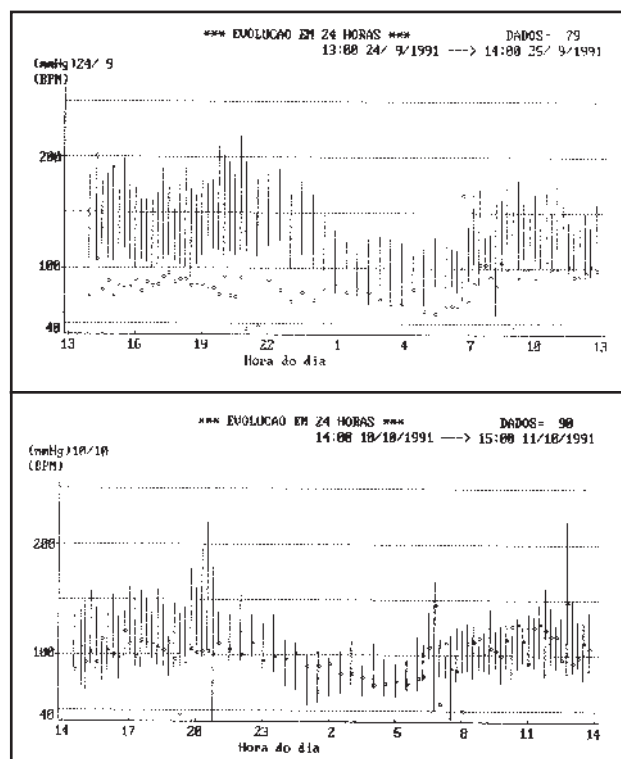 *** EVOLUCAO EM 24 HORAS *** DADOS= 79
13:00 24/ 9/1991 ---> 14:00 25/ 9/1991
(mmHg)24/ 9
(BPM)
200
100
40
13 16 19 22 1 4 7 10 13
Hora do dia
*** EVOLUCAO EM 24 HORAS *** DADOS= 90
14:00 10/10/1991 ---> 15:00 11/10/1991
(mmHg)10/10
(BPM)
200
100
40
14 17 20 23 2 5 8 11 14
Hora do dia